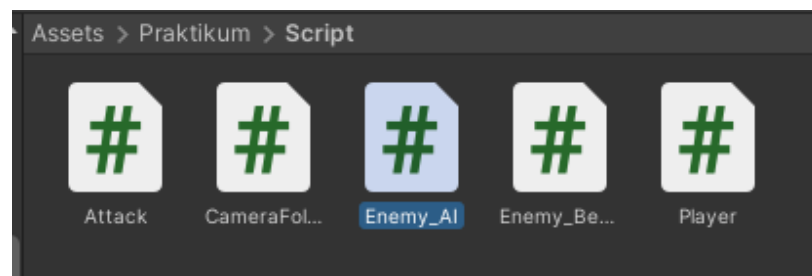 Assets > Praktikum > Script
# # # # #
Attack CameraFol... Enemy_AI Enemy_Be... Player